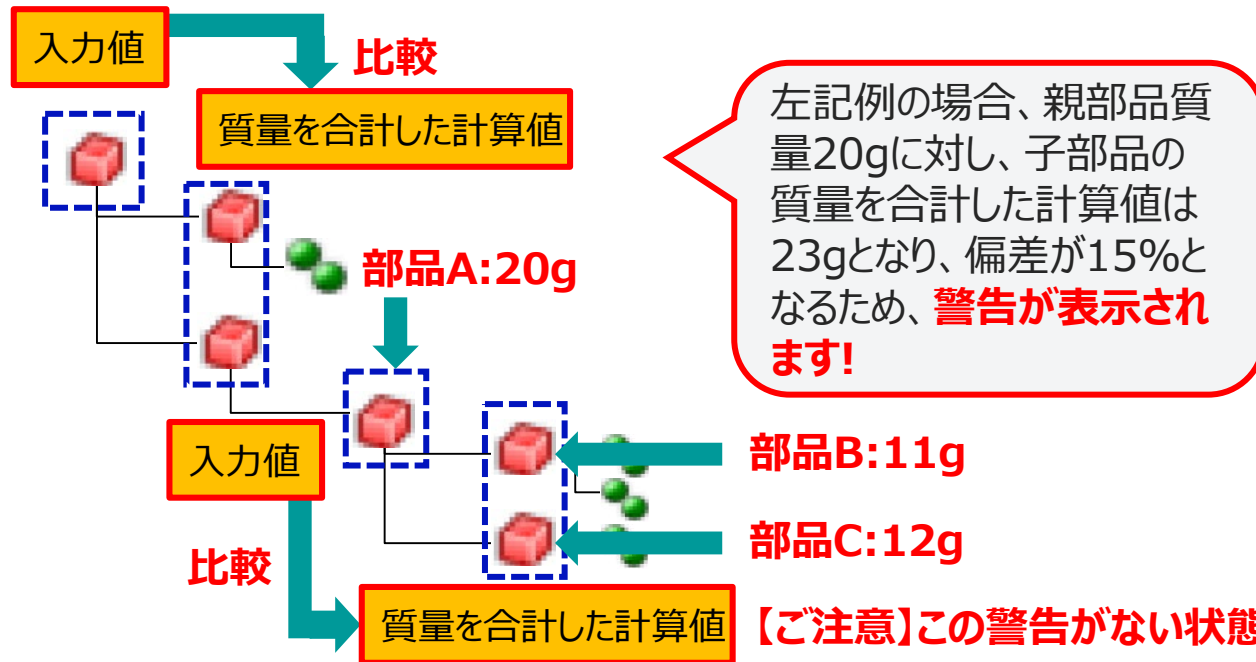 入力値
比較
質量を合計した計算値
左記例の場合、親部品質
量20gに対し、子部品の
質量を合計した計算値は
23gとなり、偏差が15%と
なるため、警告が表示され
ます!
部品A:20g
入力値
部品B:11g
部品C:12g
比較
質量を合計した計算値
【ご注意】この警告がない状態